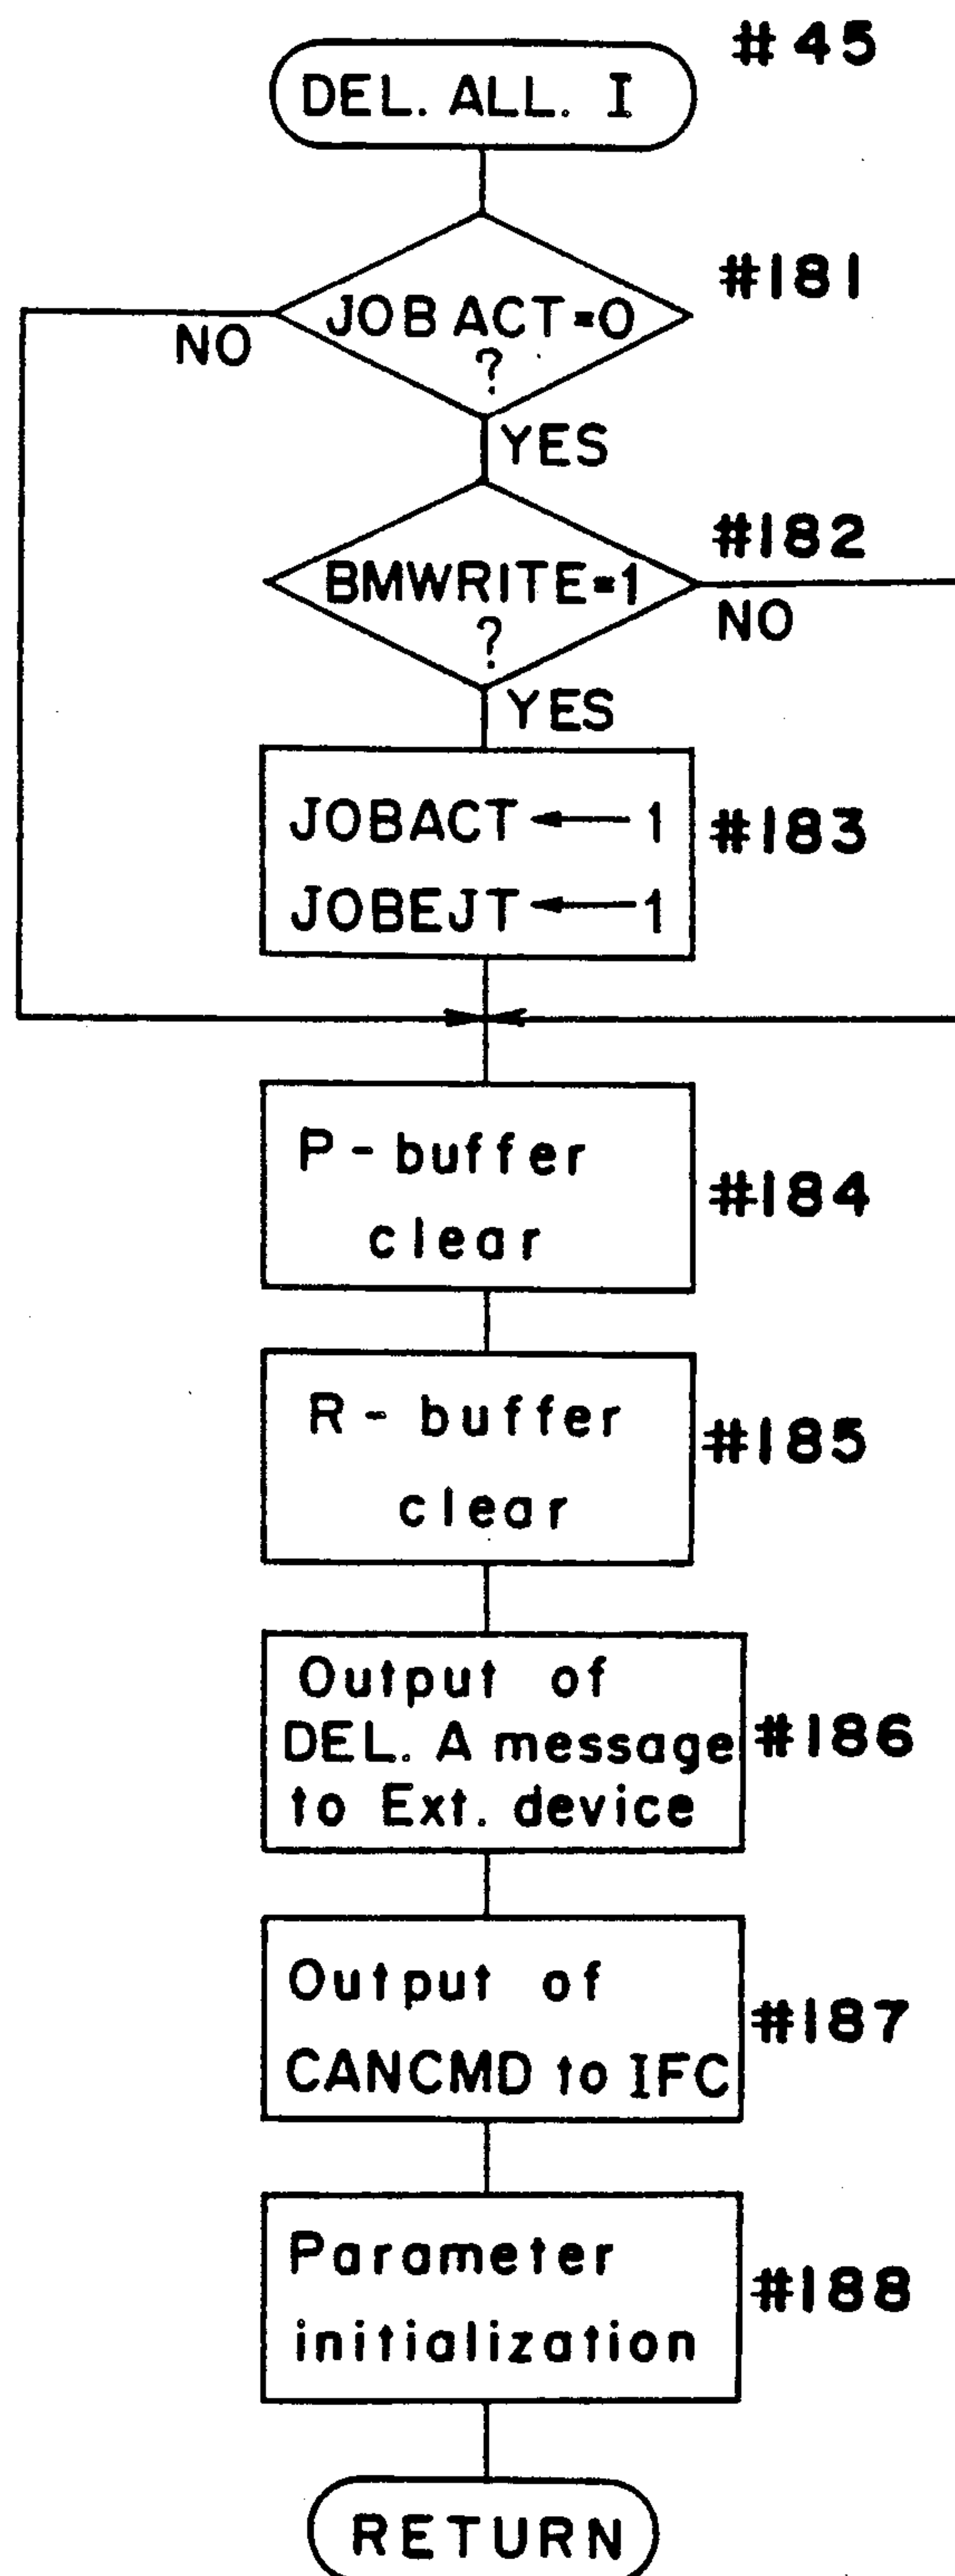 # 45
DEL. ALL. I
#181
JOB ACT=0
?
NO
YES
#182
BMWRITE=1
?
NO
YES
JOBACT ← 1
#183
JOBEJT ← 1
P - buffer
clear
#184
R - buffer
clear
#185
Output of
DEL. A message
to Ext. device
#186
Output of
CANCMD to IFC
#187
Parameter
initialization
#188
RETURN